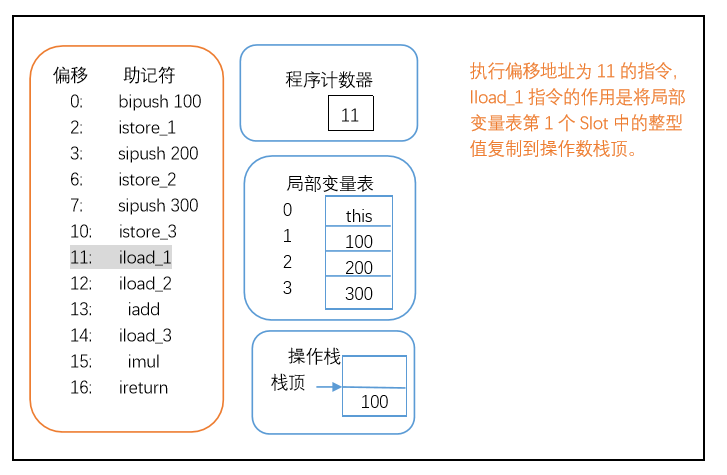 偏移 助记符
0: bipush 100
2: istore_1
3: sipush 200
6: istore_2
7: sipush 300
10: istore_3
11: iload_1
12: iload_2
13: iadd
14: iload_3
15: imul
16: ireturn
程序计数器
11
局部变量表
0 this
1 100
2 200
3 300
操作栈
栈顶
100
执行偏移地址为 11 的指令,
Iload_1 指令的作用是将局部
变量表第 1 个 Slot 中的整型
值复制到操作数栈顶。